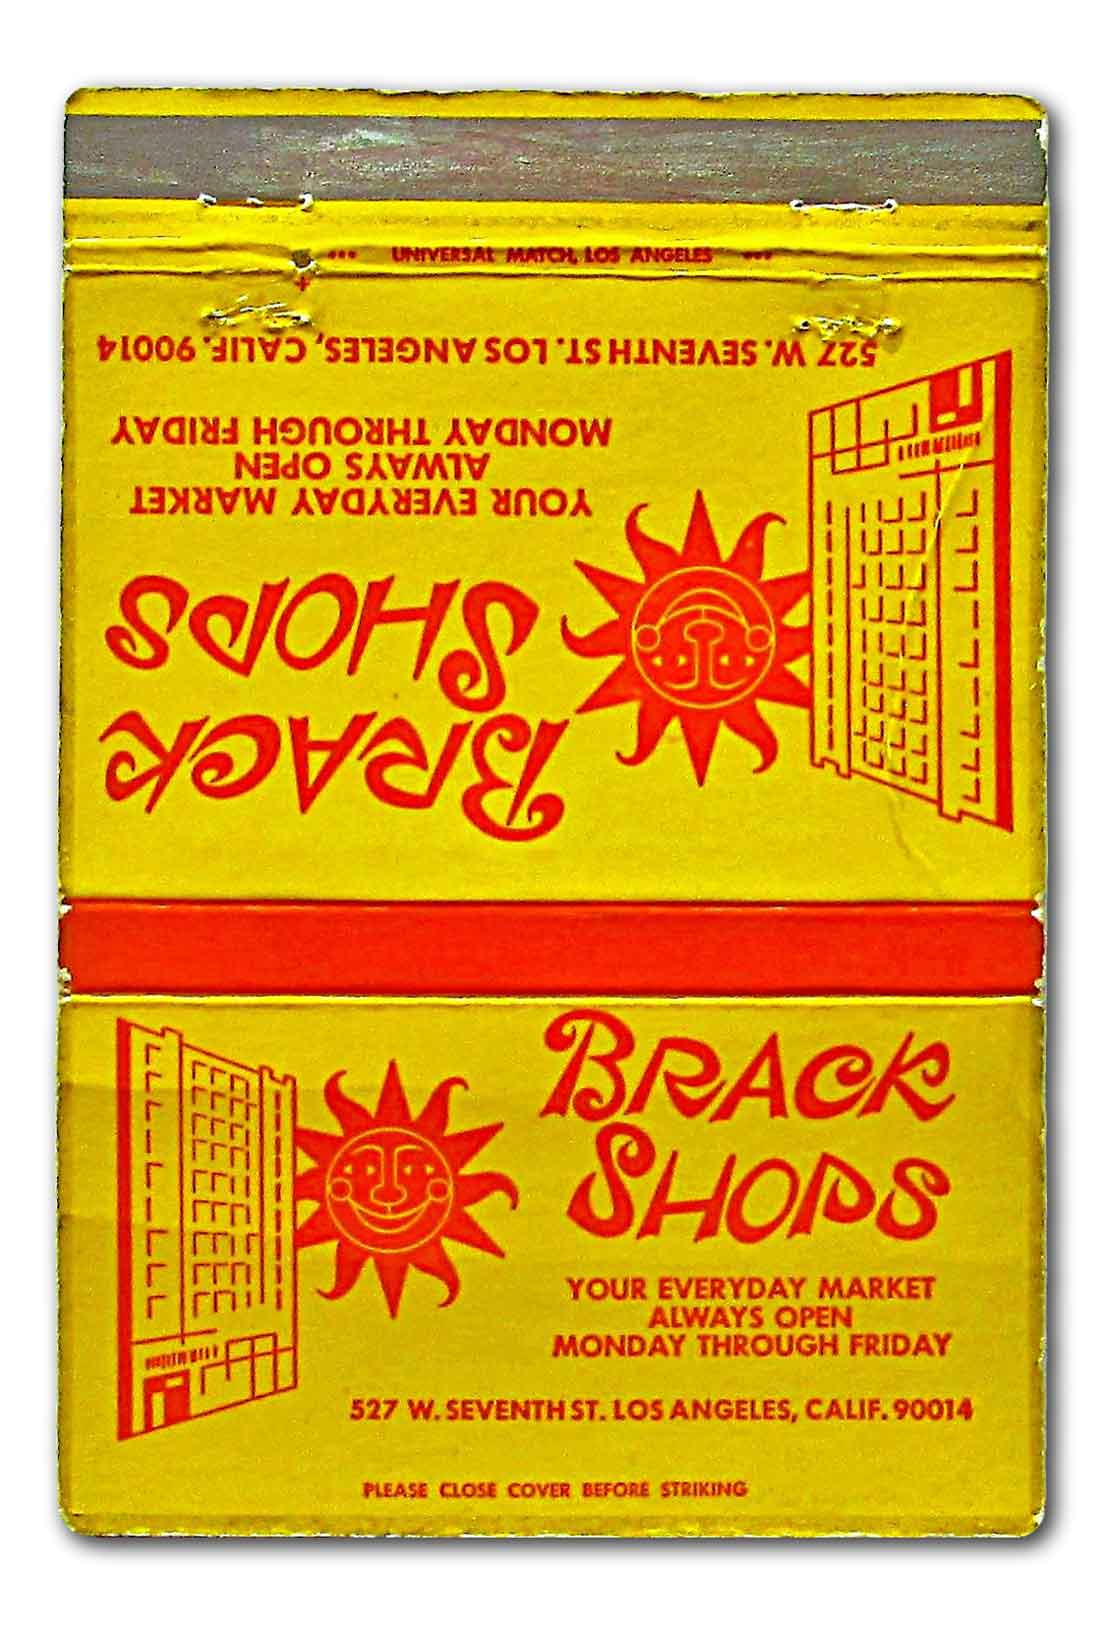 UNIVERSAL MATCH, LOS ANGELES
527 W. SEVENTH ST. LOS ANGELES, CALIF. 90014
MONDAY THROUGH FRIDAY
ALWAYS OPEN
YOUR EVERYDAY MARKET
SHOPS
BRACK
BRACK
SHOPS
YOUR EVERYDAY MARKET
ALWAYS OPEN
MONDAY THROUGH FRIDAY
527 W. SEVENTH ST. LOS ANGELES, CALIF. 90014
PLEASE CLOSE COVER BEFORE STRIKING